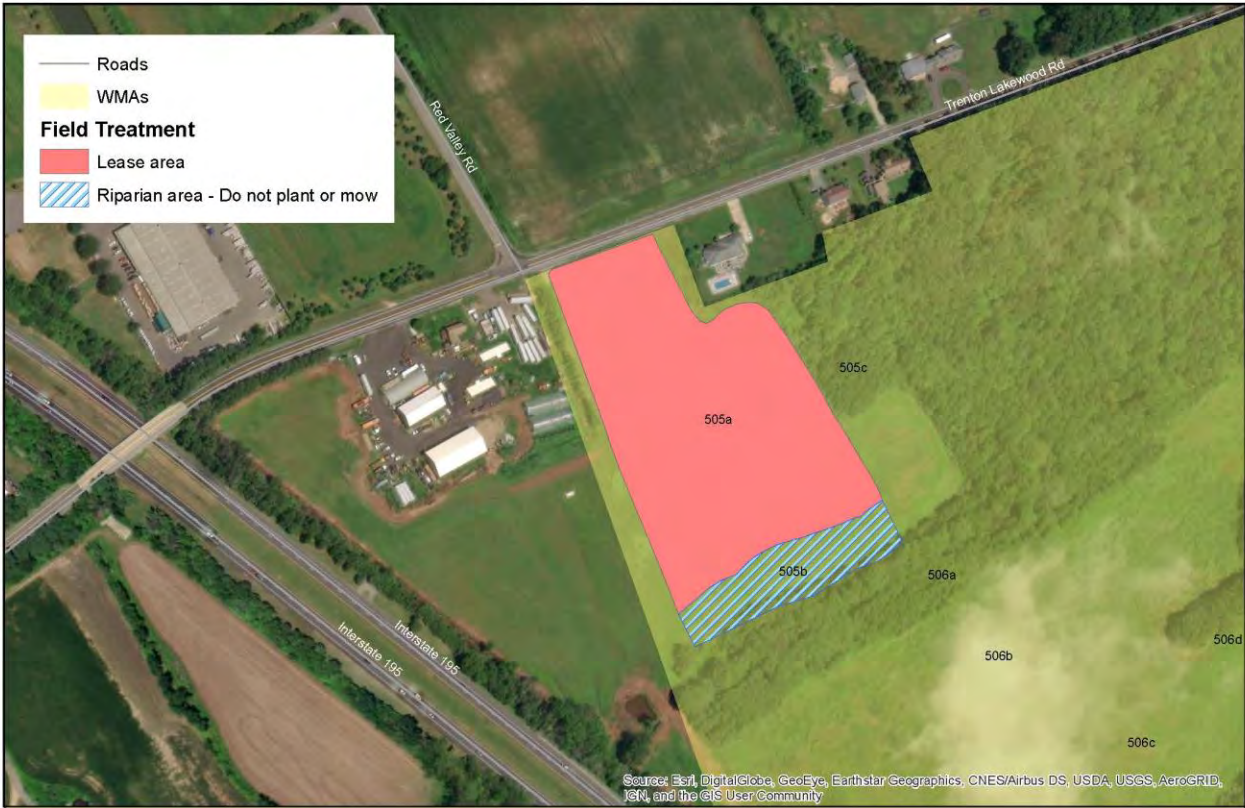 Roads
WMAs
Field Treatment
Lease area
Riparian area - Do not plant or mow
Red Valley Rd
Trenton Lakewood Rd
505c
505a
505b
506a
506d
506b
506c
Interstate 195
Interstate 195
Source: Esri, DigitalGlobe, GeoEye, Earthstar Geographics, CNES/Airbus DS, USDA, USGS, AeroGRID,
IGN, and the GIS User Community